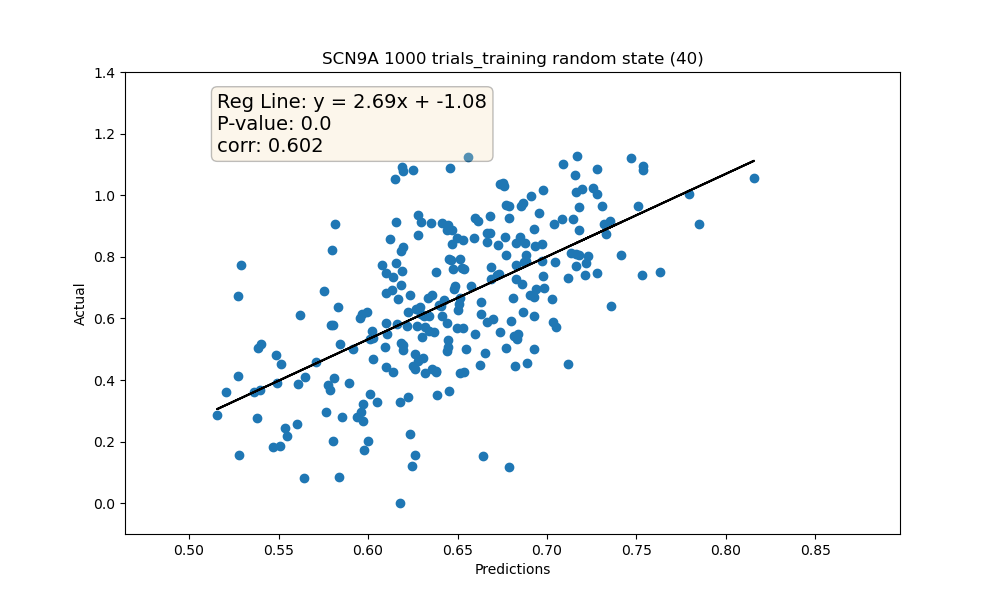 SCN9A 1000 trials_training random state (40)
Reg Line: y = 2.69x + -1.08
P-value: 0.0
corr: 0.602
Actual
1.4
1.2
1.0
0.8
0.6
0.4
0.2
0.0
0.50 0.55 0.60 0.65 0.70 0.75 0.80 0.85
Predictions